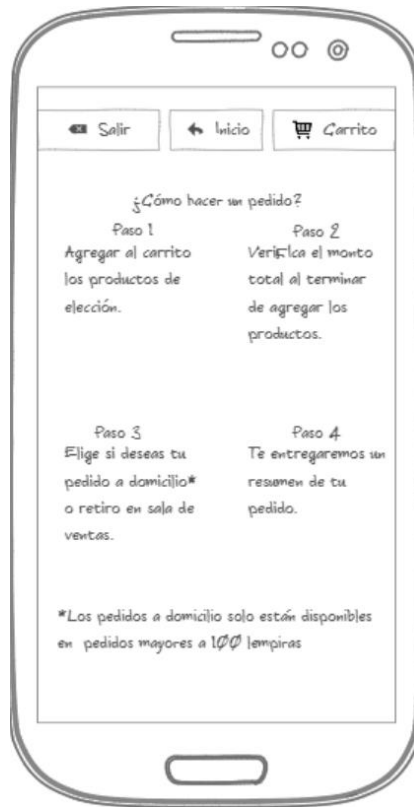 Salir Inicio Carrito
¿Cómo hacer un pedido?
Paso 1
Agregar al carrito
los productos de
elección.
Paso 2
Verifica el monto
total al terminar
de agregar los
productos.
Paso 3
Elige si deseas tu
pedido a domicilio*
o retiro en sala de
ventas.
Paso 4
Te entregaremos un
resumen de tu
pedido.
*Los pedidos a domicilio solo están disponibles
en pedidos mayores a 100 lempiras